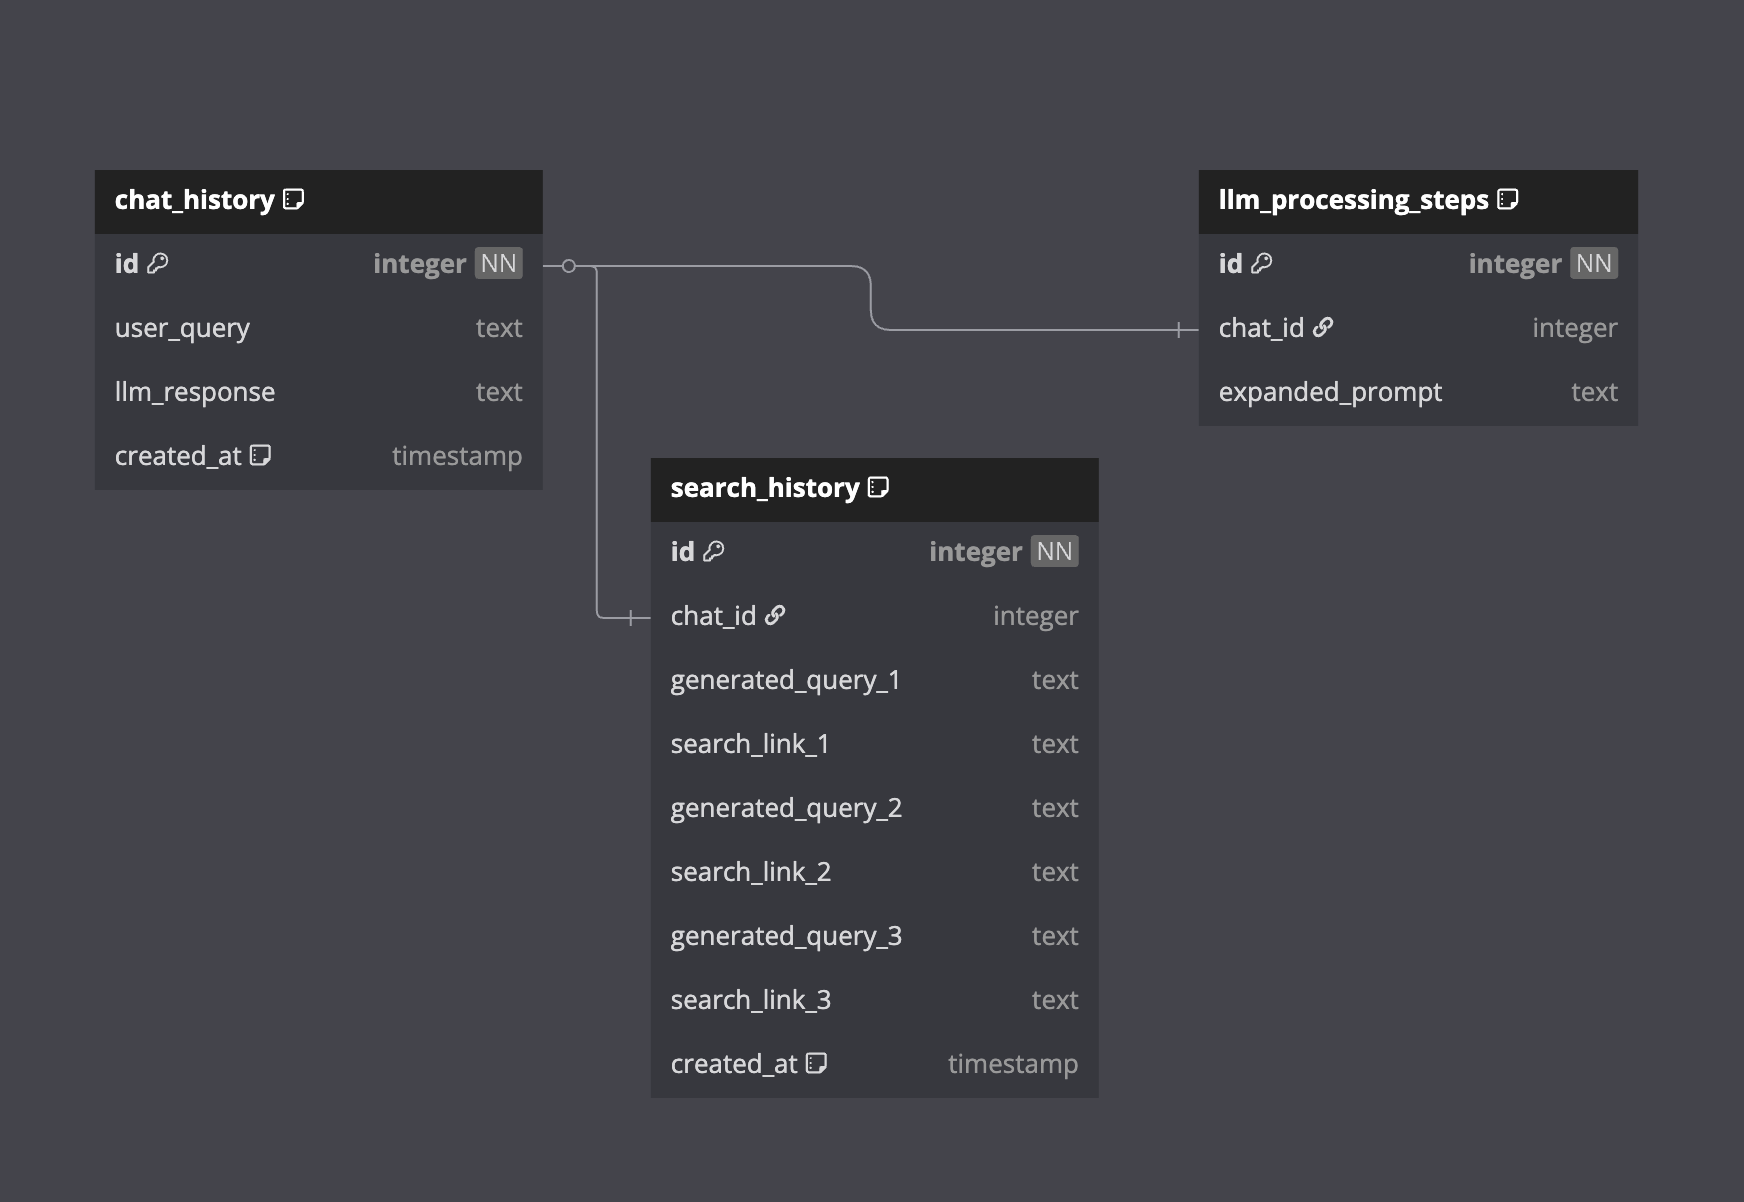 chat_history
id integer NN
user_query text
llm_response text
created_at timestamp
llm_processing_steps
id integer NN
chat_id integer
expanded_prompt text
search_history
id integer NN
chat_id integer
generated_query_1 text
search_link_1 text
generated_query_2 text
search_link_2 text
generated_query_3 text
search_link_3 text
created_at timestamp